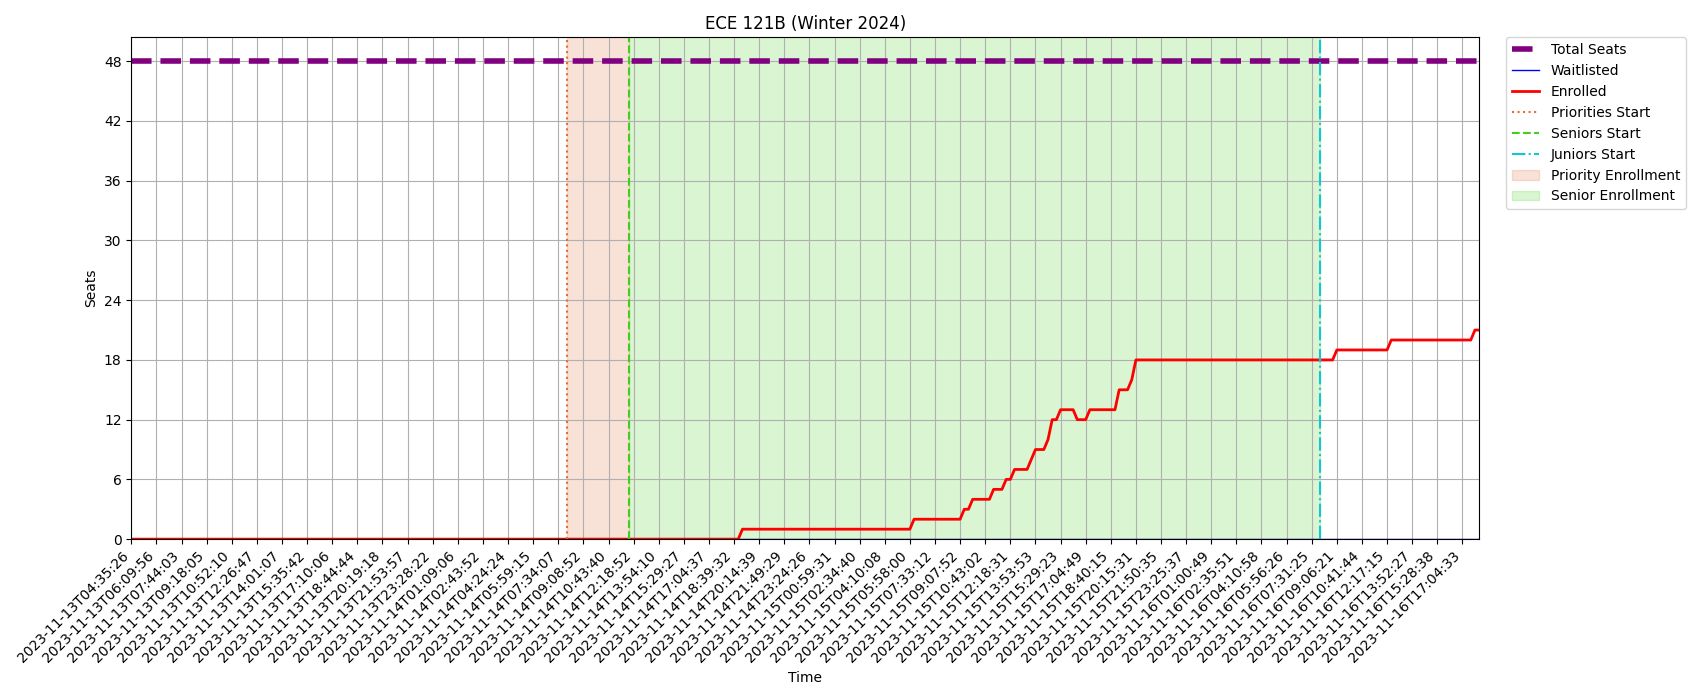 ECE 121B (Winter 2024)
Total Seats
Waitlisted
Enrolled
Priorities Start
Seniors Start
Juniors Start
Priority Enrollment
Senior Enrollment
48
42
36
30
24
18
12
6
0
Seats
2023-11-13T04:35:26
2023-11-13T06:09:56
2023-11-13T07:44:03
2023-11-13T09:18:05
2023-11-13T10:52:10
2023-11-13T12:26:47
2023-11-13T14:01:07
2023-11-13T15:35:42
2023-11-13T17:10:06
2023-11-13T18:44:44
2023-11-13T20:19:18
2023-11-13T21:53:57
2023-11-13T23:28:22
2023-11-14T01:09:06
2023-11-14T02:43:52
2023-11-14T04:24:24
2023-11-14T05:59:15
2023-11-14T07:34:07
2023-11-14T09:08:52
2023-11-14T10:43:40
2023-11-14T12:18:52
2023-11-14T13:54:10
2023-11-14T15:29:27
2023-11-14T17:04:37
2023-11-14T18:39:32
2023-11-14T20:14:39
2023-11-14T21:49:29
2023-11-14T23:24:26
2023-11-15T00:59:31
2023-11-15T02:34:40
2023-11-15T04:10:08
2023-11-15T05:58:00
2023-11-15T07:33:12
2023-11-15T09:07:52
2023-11-15T10:43:02
2023-11-15T12:18:31
2023-11-15T13:53:53
2023-11-15T15:29:23
2023-11-15T17:04:49
2023-11-15T18:40:15
2023-11-15T20:15:31
2023-11-15T21:50:35
2023-11-15T23:25:37
2023-11-16T01:00:49
2023-11-16T02:35:51
2023-11-16T04:10:58
2023-11-16T05:56:26
2023-11-16T07:31:25
2023-11-16T09:06:21
2023-11-16T10:41:44
2023-11-16T12:17:15
2023-11-16T13:52:27
2023-11-16T15:28:38
2023-11-16T17:04:33
Time